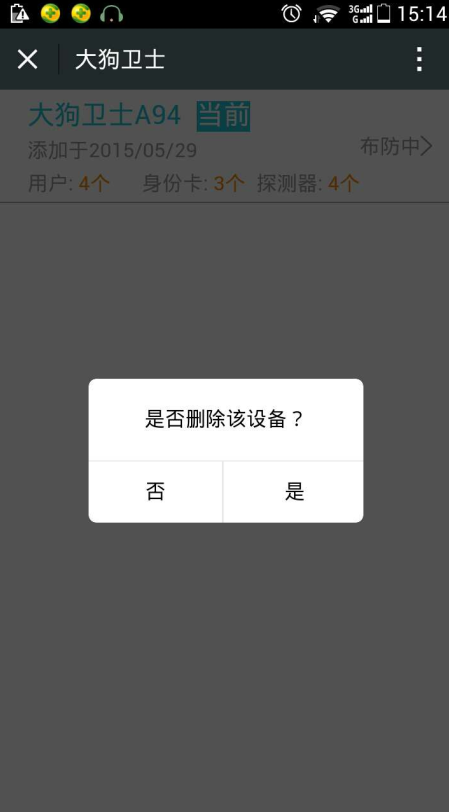 3G
G
15:14
大狗卫士
大狗卫士A94 当前
添加于2015/05/29
布防中
用户: 4个 身份卡: 3个 探测器: 4个
是否删除该设备？
否 是